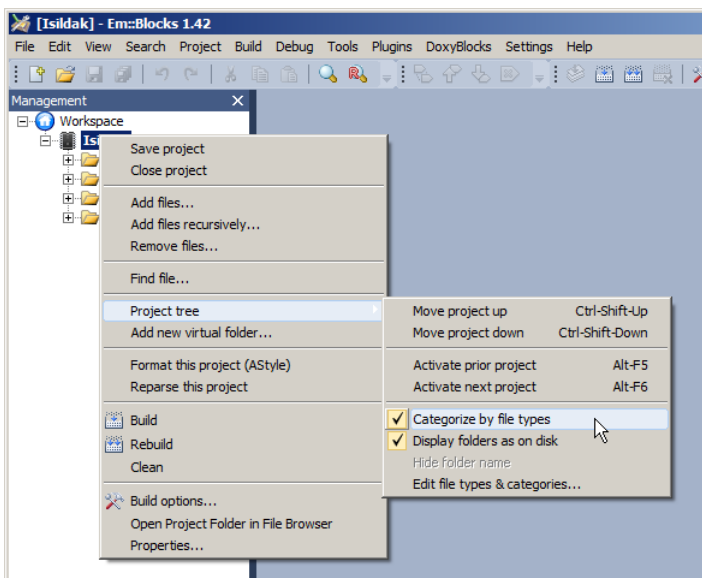 [Isildak] - Em::Blocks 1.42
File Edit View Search Project Build Debug Tools Plugins DoxyBlocks Settings Help
Management
Workspace
Save project
Close project
Add files...
Add files recursively...
Remove files...
Find file...
Project tree
Add new virtual folder...
Format this project (AStyle)
Reparse this project
Build
Rebuild
Clean
Build options...
Open Project Folder in File Browser
Properties...
Move project up Ctrl-Shift-Up
Move project down Ctrl-Shift-Down
Activate prior project Alt-F5
Activate next project Alt-F6
Categorize by file types
Display folders as on disk
Hide folder name
Edit file types & categories...